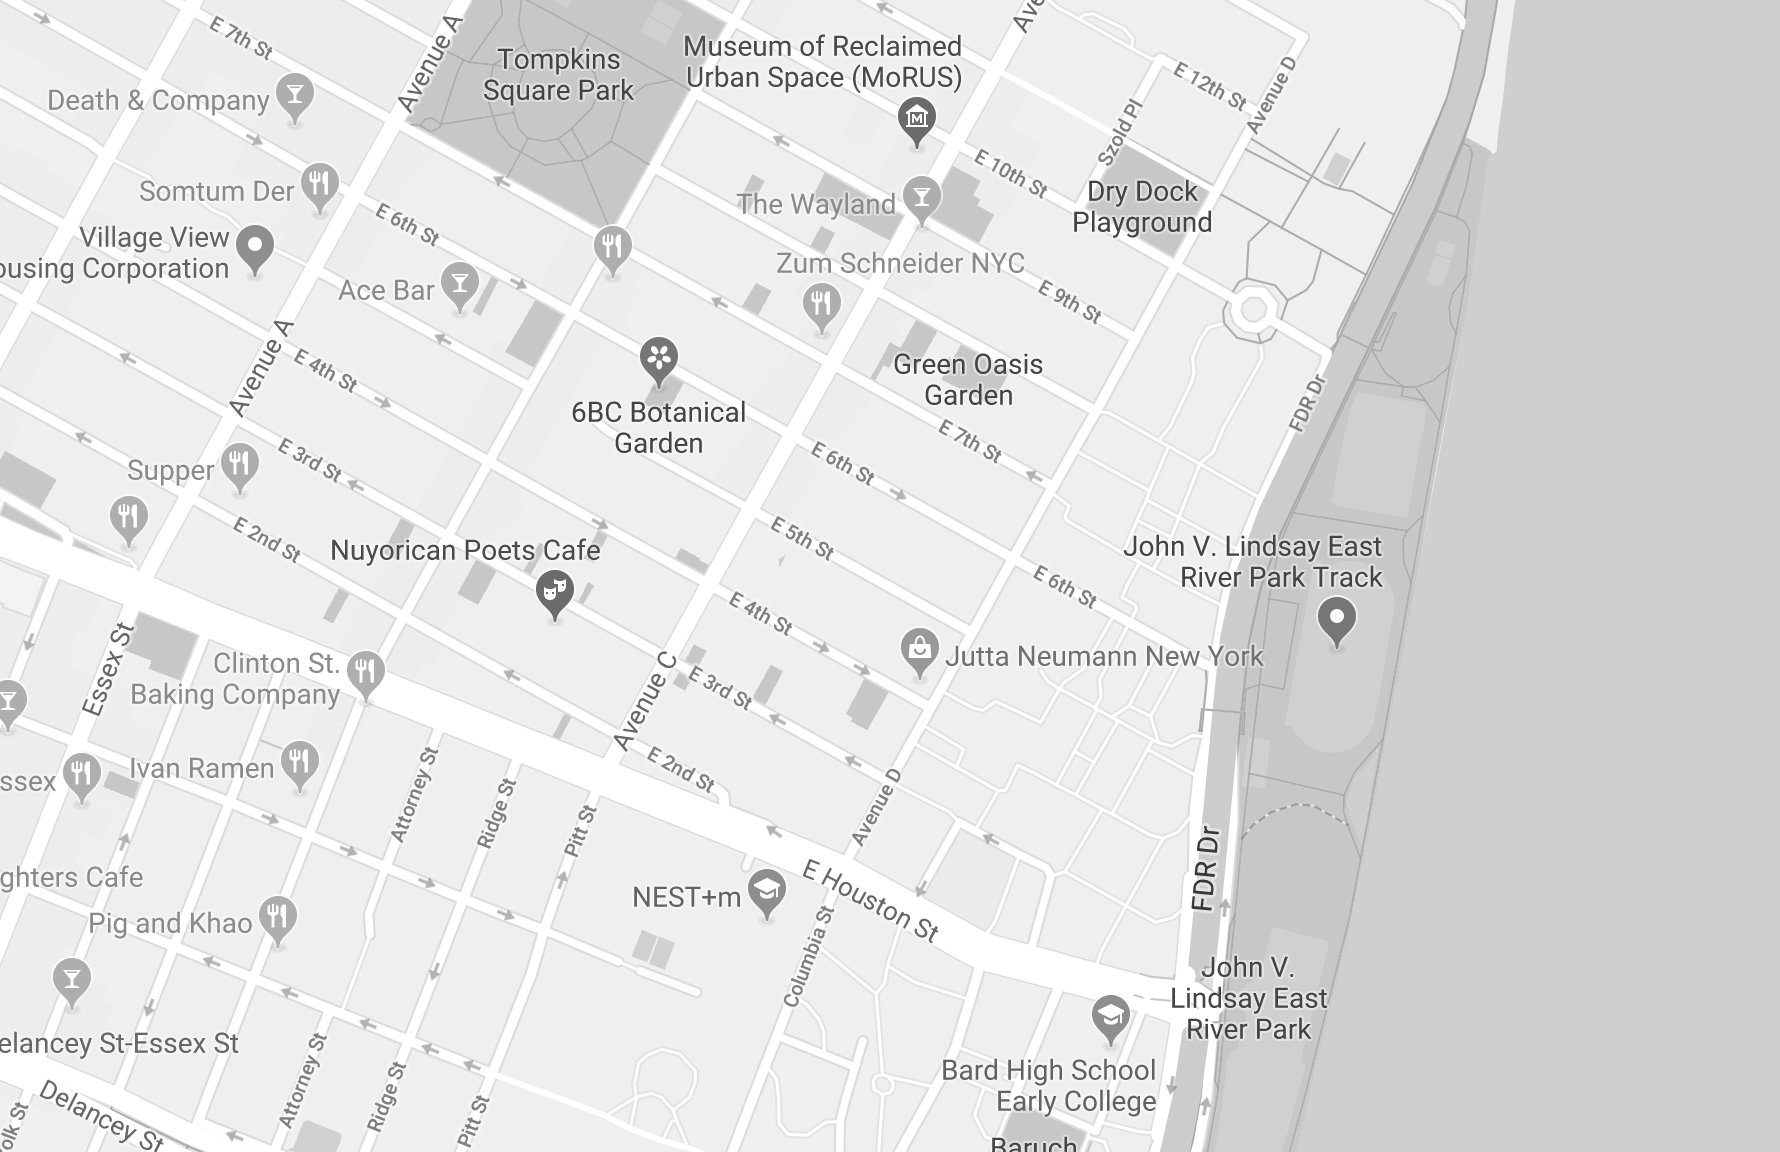 E 7th St
Avenue A
Tompkins
Square Park
Museum of Reclaimed
Urban Space (MoRUS)
Ave
E 12th St
Avenue D
Szold Pl
Death & Company
Somtum Der
E 6th St
The Wayland
E 10th St
Dry Dock
Playground
Village View
ousing Corporation
Ace Bar
Zum Schneider NYC
E 9th St
Avenue A
E 4th St
6BC Botanical
Garden
Green Oasis
Garden
FDR Dr
E 7th St
Supper
E 3rd St
E 6th St
E 2nd St
Nuyorican Poets Cafe
E 5th St
John V. Lindsay East
River Park Track
E 6th St
E 4th St
Essex St
Clinton St.
Baking Company
Avenue C
E 3rd St
Jutta Neumann New York
ssex
Ivan Ramen
Attorney St
Ridge St
Pitt St
E 2nd St
Avenue D
FDR Dr
ghters Cafe
Pig and Khao
NEST+m
E Houston St
Columbia St
John V.
Lindsay East
River Park
elancey St-Essex St
Attorney St
Ridge St
Pitt St
Bard High School
Early College
Delancey St
olk St
Baruch